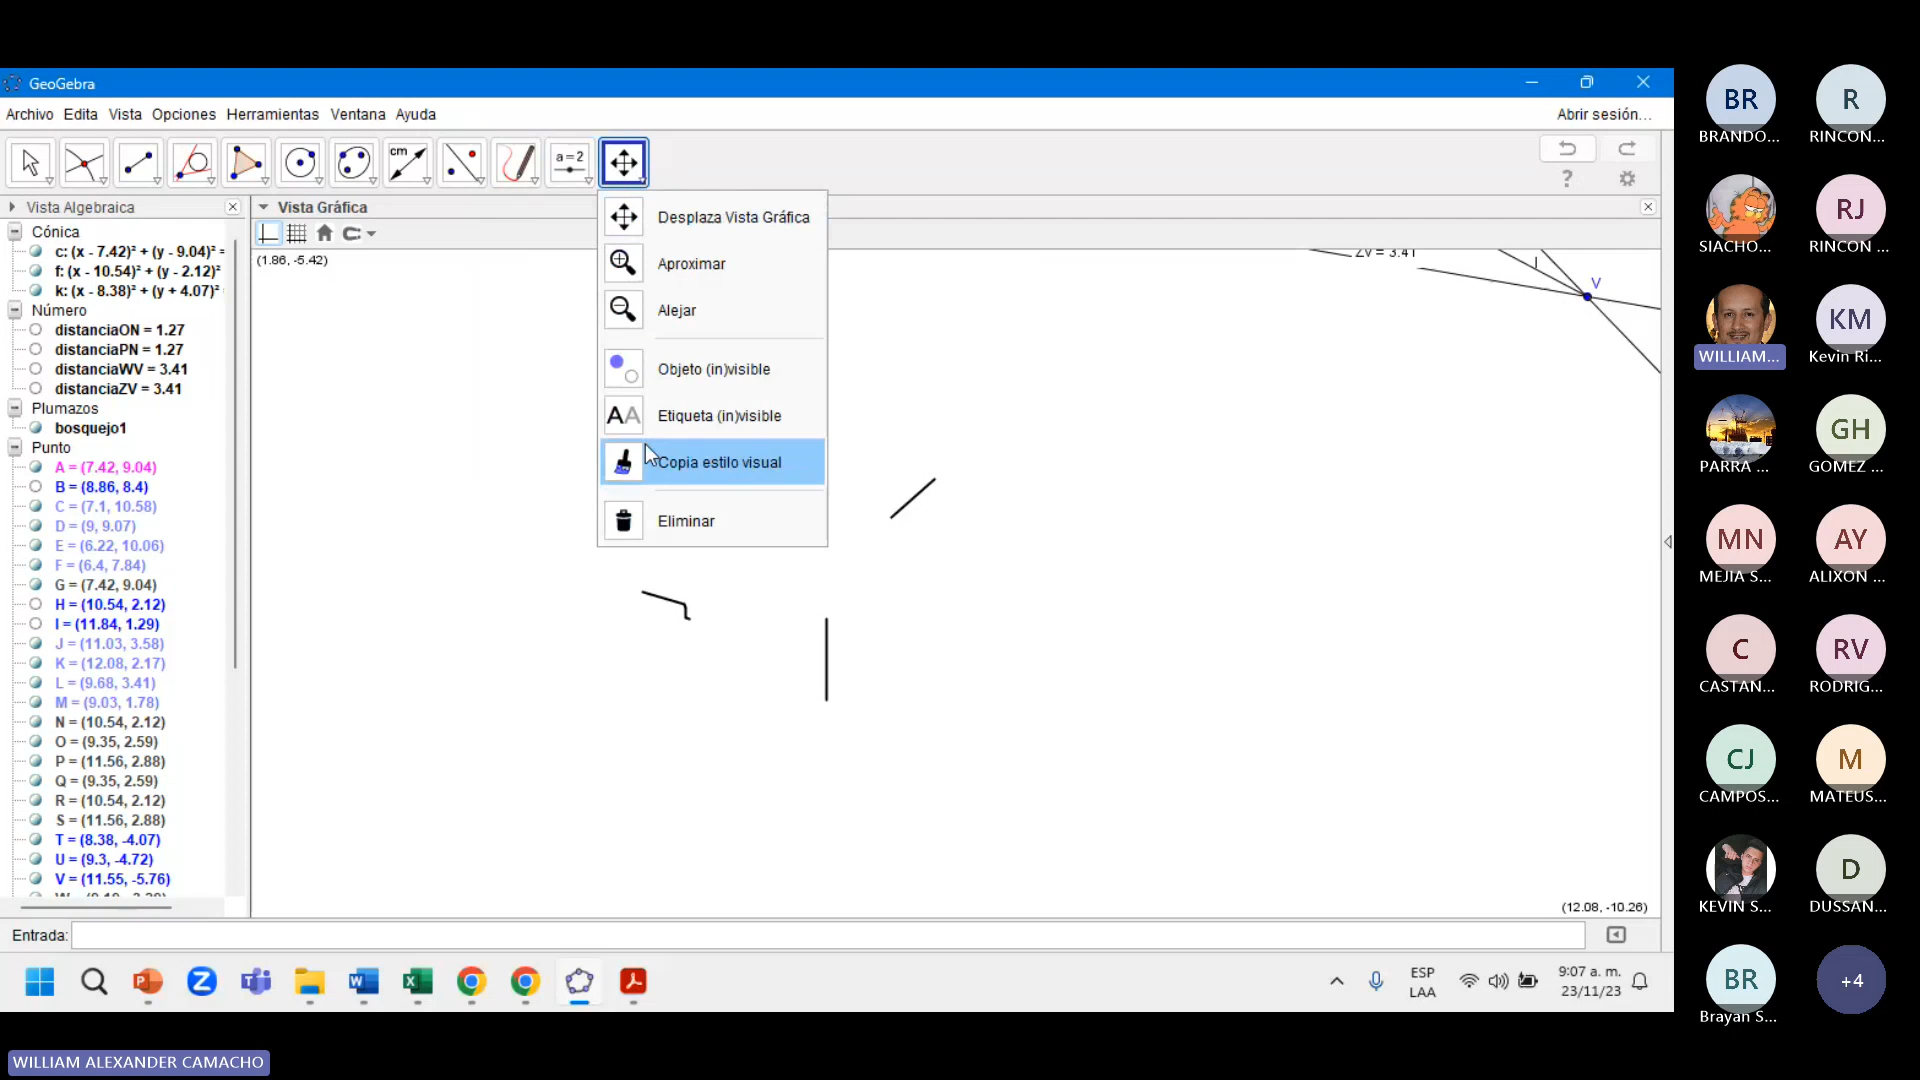 GeoGebra
Archivo Edita Vista Opciones Herramientas Ventana Ayuda
Abrir sesión...
cm
a=2
Vista Algebraica
Vista Gráfica
Cónica
c: (x - 7.42)² + (y - 9.04)² =
f: (x - 10.54)² + (y - 2.12)²
k: (x - 8.38)² + (y + 4.07)²
Número
distanciaON = 1.27
distanciaPN = 1.27
distanciaWV = 3.41
distanciaZV = 3.41
Plumazos
bosquejo1
Punto
A = (7.42, 9.04)
B = (8.86, 8.4)
C = (7.1, 10.58)
D = (9, 9.07)
E = (6.22, 10.06)
F = (6.4, 7.84)
G = (7.42, 9.04)
H = (10.54, 2.12)
I = (11.84, 1.29)
J = (11.03, 3.58)
K = (12.08, 2.17)
L = (9.68, 3.41)
M = (9.03, 1.78)
N = (10.54, 2.12)
O = (9.35, 2.59)
P = (11.56, 2.88)
Q = (9.35, 2.59)
R = (10.54, 2.12)
S = (11.56, 2.88)
T = (8.38, -4.07)
U = (9.3, -4.72)
V = (11.55, -5.76)
(1.86, -5.42)
Desplaza Vista Gráfica
Aproximar
Alejar
Objeto (in)visible
AA Etiqueta (in)visible
Copia estilo visual
Eliminar
ZV = 3.41
V
(12.08, -10.26)
Entrada:
ESP
LAA
9:07 a. m.
23/11/23
BR
BRANDO...
R
RINCON...
SIACHO...
RJ
RINCON ...
WILLIAM...
KM
Kevin Ri...
PARRA ...
GH
GOMEZ ...
MN
MEJIA S...
AY
ALIXON ...
C
CASTAN...
RV
RODRIG...
CJ
CAMPOS...
M
MATEUS...
KEVIN S...
D
DUSSAN...
BR
Brayan S...
+4
WILLIAM ALEXANDER CAMACHO